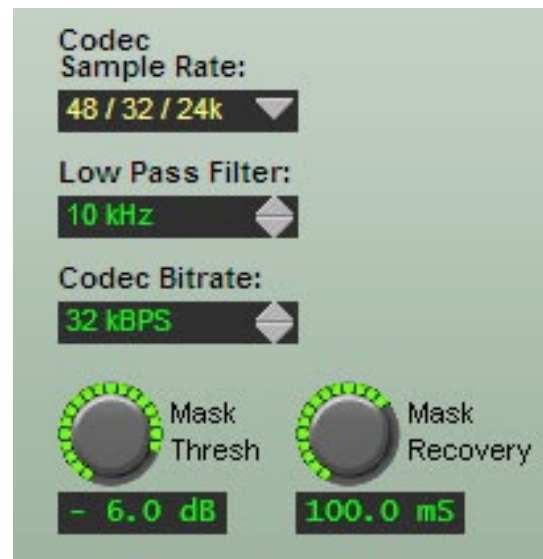 Codec
Sample Rate:
48 / 32 / 24k
Low Pass Filter:
10 kHz
Codec Bitrate:
32 kBPS
Mask
Thresh
- 6.0 dB
Mask
Recovery
100.0 mS